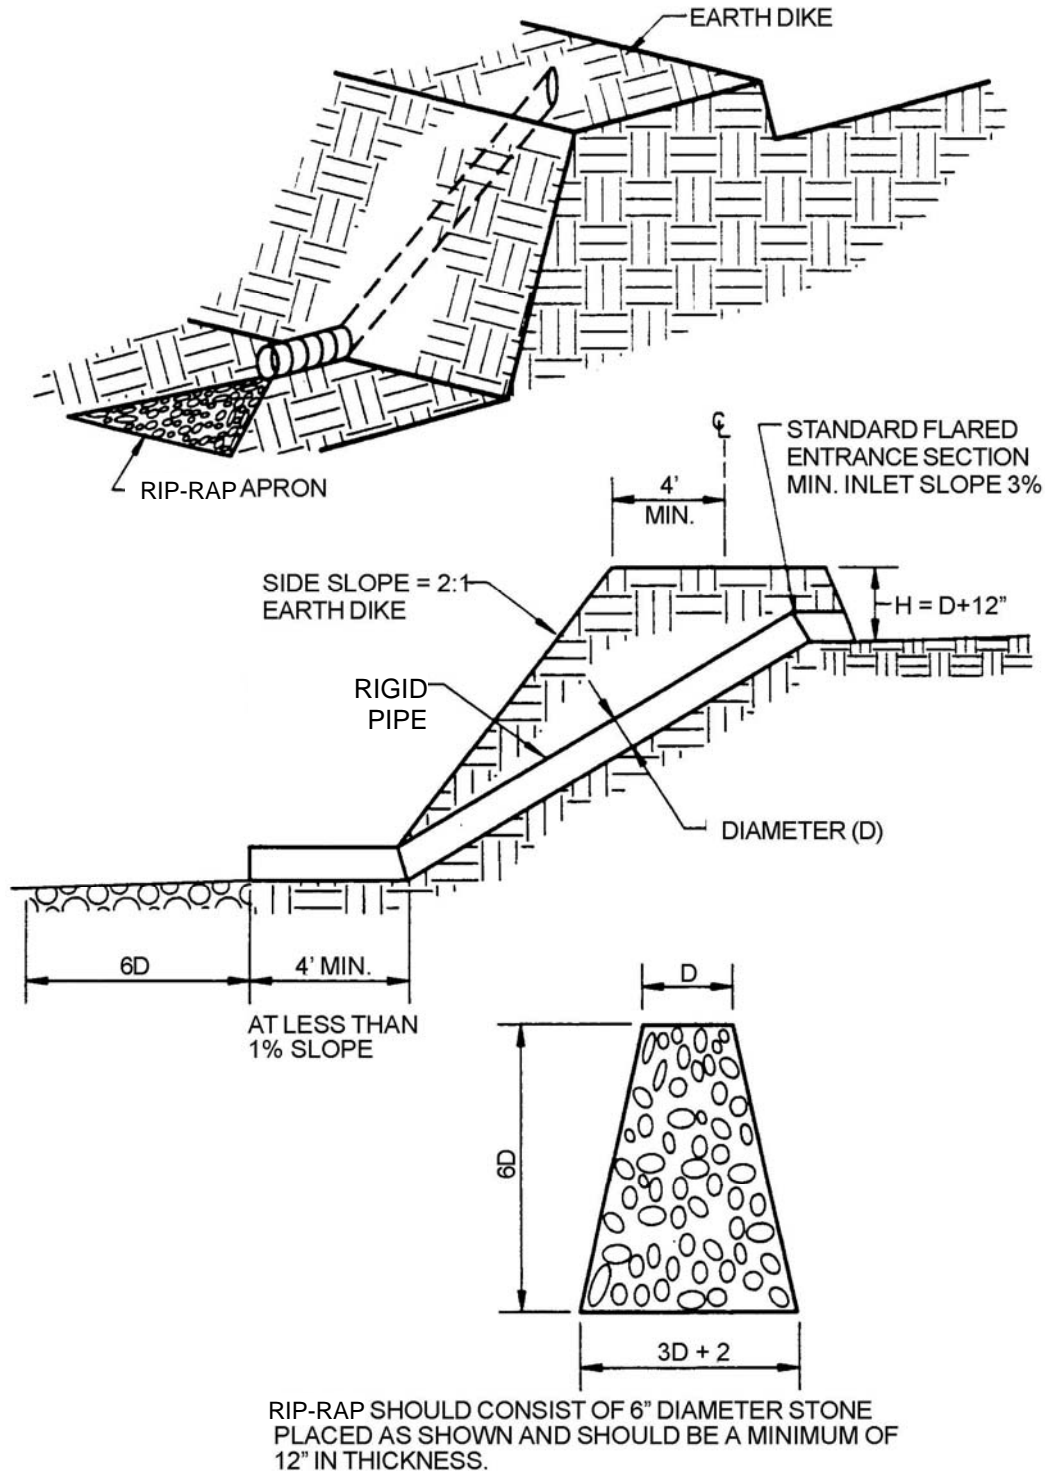 EARTH DIKE
RIP-RAP APRON
℄
STANDARD FLARED
ENTRANCE SECTION
MIN. INLET SLOPE 3%
4'
MIN.
SIDE SLOPE = 2:1
EARTH DIKE
H = D+12”
RIGID
PIPE
DIAMETER (D)
6D
4’ MIN.
AT LESS THAN
1% SLOPE
D
6D
3D + 2
RIP-RAP SHOULD CONSIST OF 6” DIAMETER STONE
PLACED AS SHOWN AND SHOULD BE A MINIMUM OF
12” IN THICKNESS.